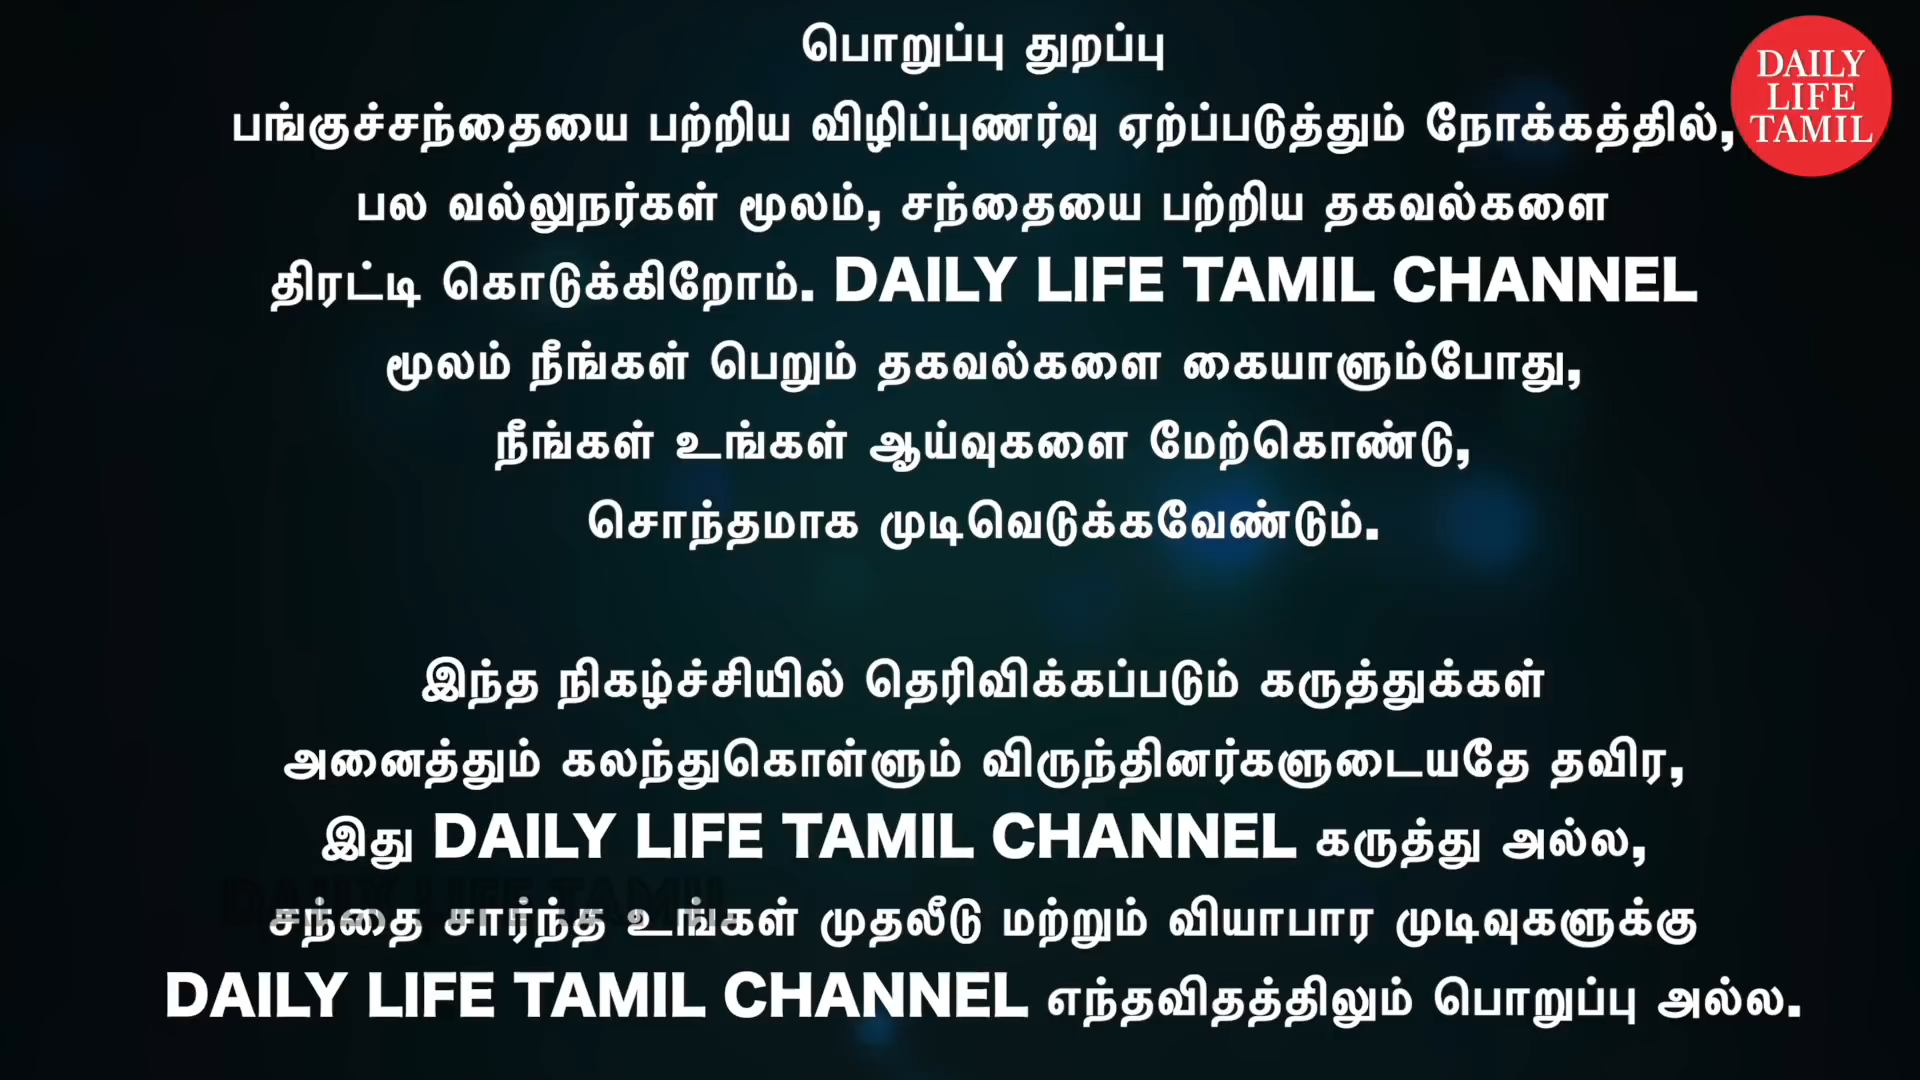 பொறுப்பு துறப்பு
பங்குச்சந்தையை பற்றிய விழிப்புணர்வு ஏற்ப்படுத்தும் நோக்கத்தில்,
பல வல்லுநர்கள் மூலம், சந்தையை பற்றிய தகவல்களை
திரட்டி கொடுக்கிறோம். DAILY LIFE TAMIL CHANNEL
மூலம் நீங்கள் பெறும் தகவல்களை கையாளும்போது,
நீங்கள் உங்கள் ஆய்வுகளை மேற்கொண்டு,
சொந்தமாக முடிவெடுக்கவேண்டும்.
இந்த நிகழ்ச்சியில் தெரிவிக்கப்படும் கருத்துக்கள்
அனைத்தும் கலந்துகொள்ளும் விருந்தினர்களுடையதே தவிர,
இது DAILY LIFE TAMIL CHANNEL கருத்து அல்ல,
சந்தை சார்ந்த உங்கள் முதலீடு மற்றும் வியாபார முடிவுகளுக்கு
DAILY LIFE TAMIL CHANNEL எந்தவிதத்திலும் பொறுப்பு அல்ல.
DAILY
LIFE
TAMIL
DAILY LIFE TAMIL